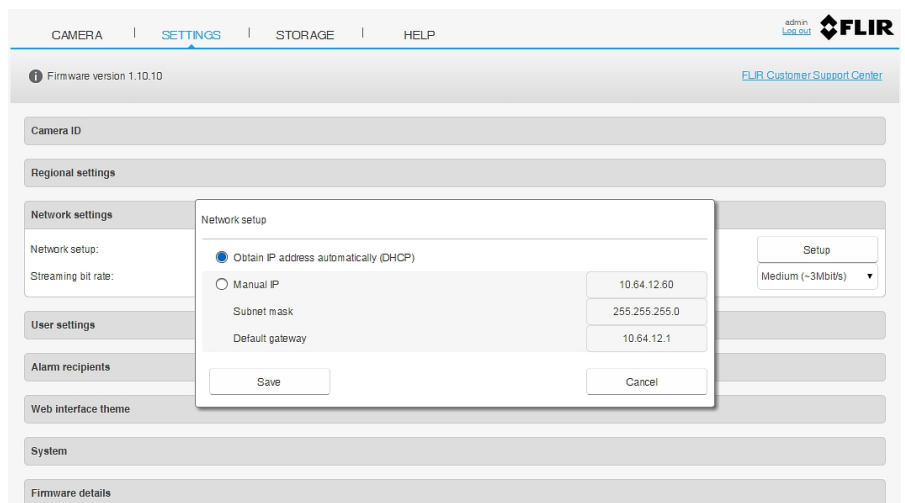 CAMERA | SETTINGS | STORAGE | HELP
admin
Log out
FLIR
Firmware version 1.10.10
FLIR Customer Support Center
Camera ID
Regional settings
Network settings
Network setup:
Setup
Streaming bit rate:
Medium (~3Mbit/s)
Network setup
Obtain IP address automatically (DHCP)
Manual IP 10.64.12.60
Subnet mask 255.255.255.0
Default gateway 10.64.12.1
Save Cancel
User settings
Alarm recipients
Web interface theme
System
Firmware details